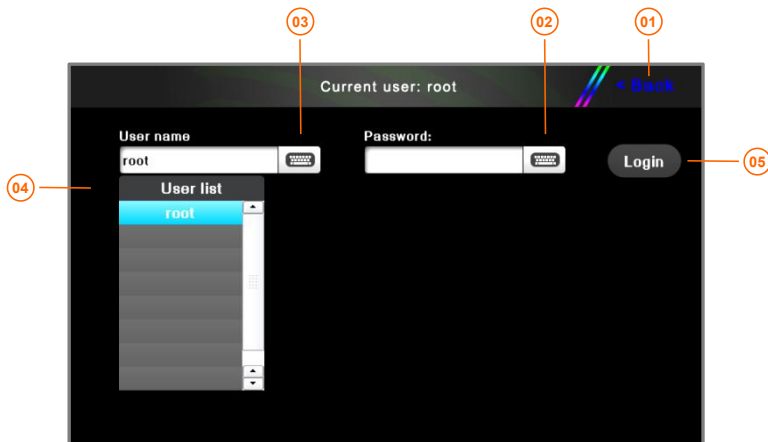 03
02
01
Current user: root
< Back
User name
Password:
root
Login
05
04
User list
root